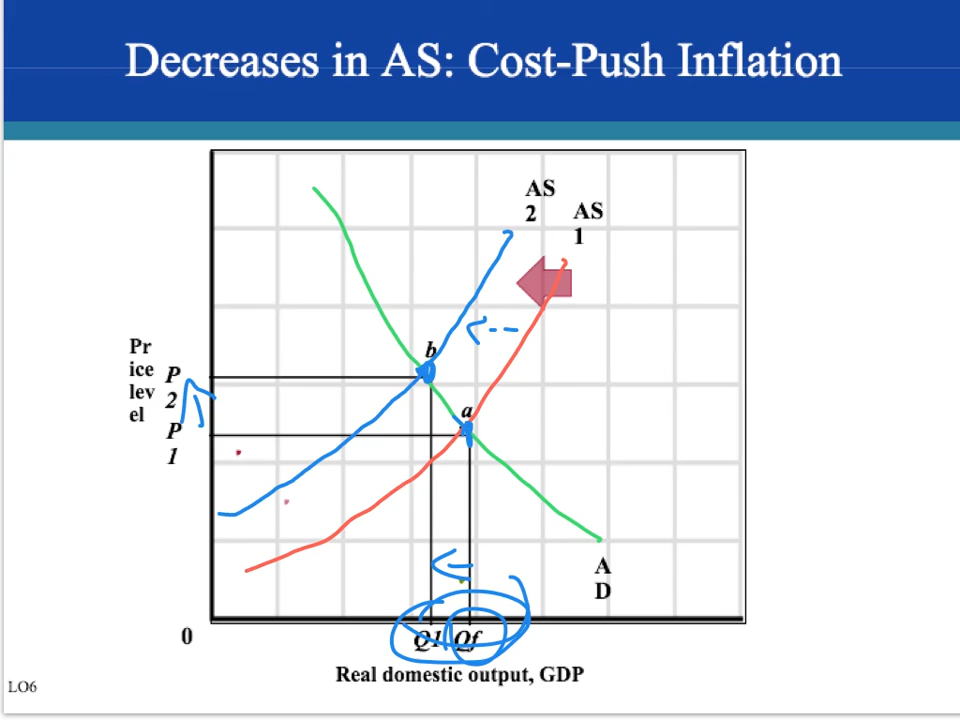 Decreases in AS: Cost-Push Inflation
AS
2
AS
1
b
a
Pr
ice
lev
el
P
2
P
1
A
D
0
Q1
Qf
Real domestic output, GDP
LO6